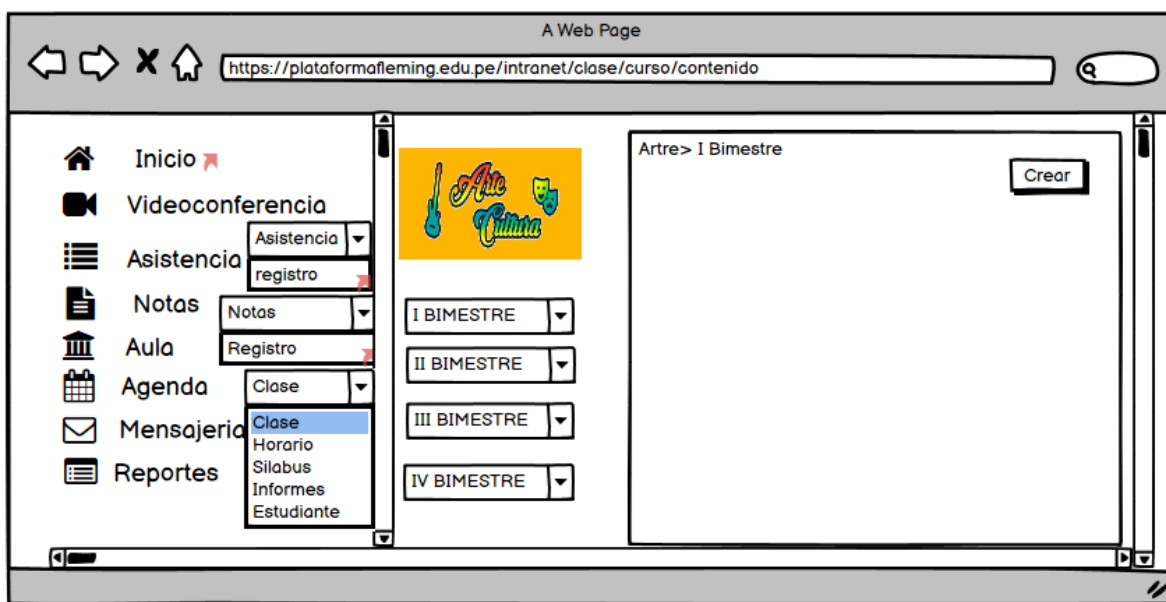 A Web Page
https://plataformafleming.edu.pe/intranet/clase/curso/contenido
Inicio
Videoconferencia
Asistencia
Asistencia
registro
Notas
Notas
Aula
Registro
Agenda
Clase
Mensajeria
Clase
Horario
Silabus
Informes
Estudiante
Reportes
Arte
Cultura
I BIMESTRE
II BIMESTRE
III BIMESTRE
IV BIMESTRE
Artre> I Bimestre
Crear